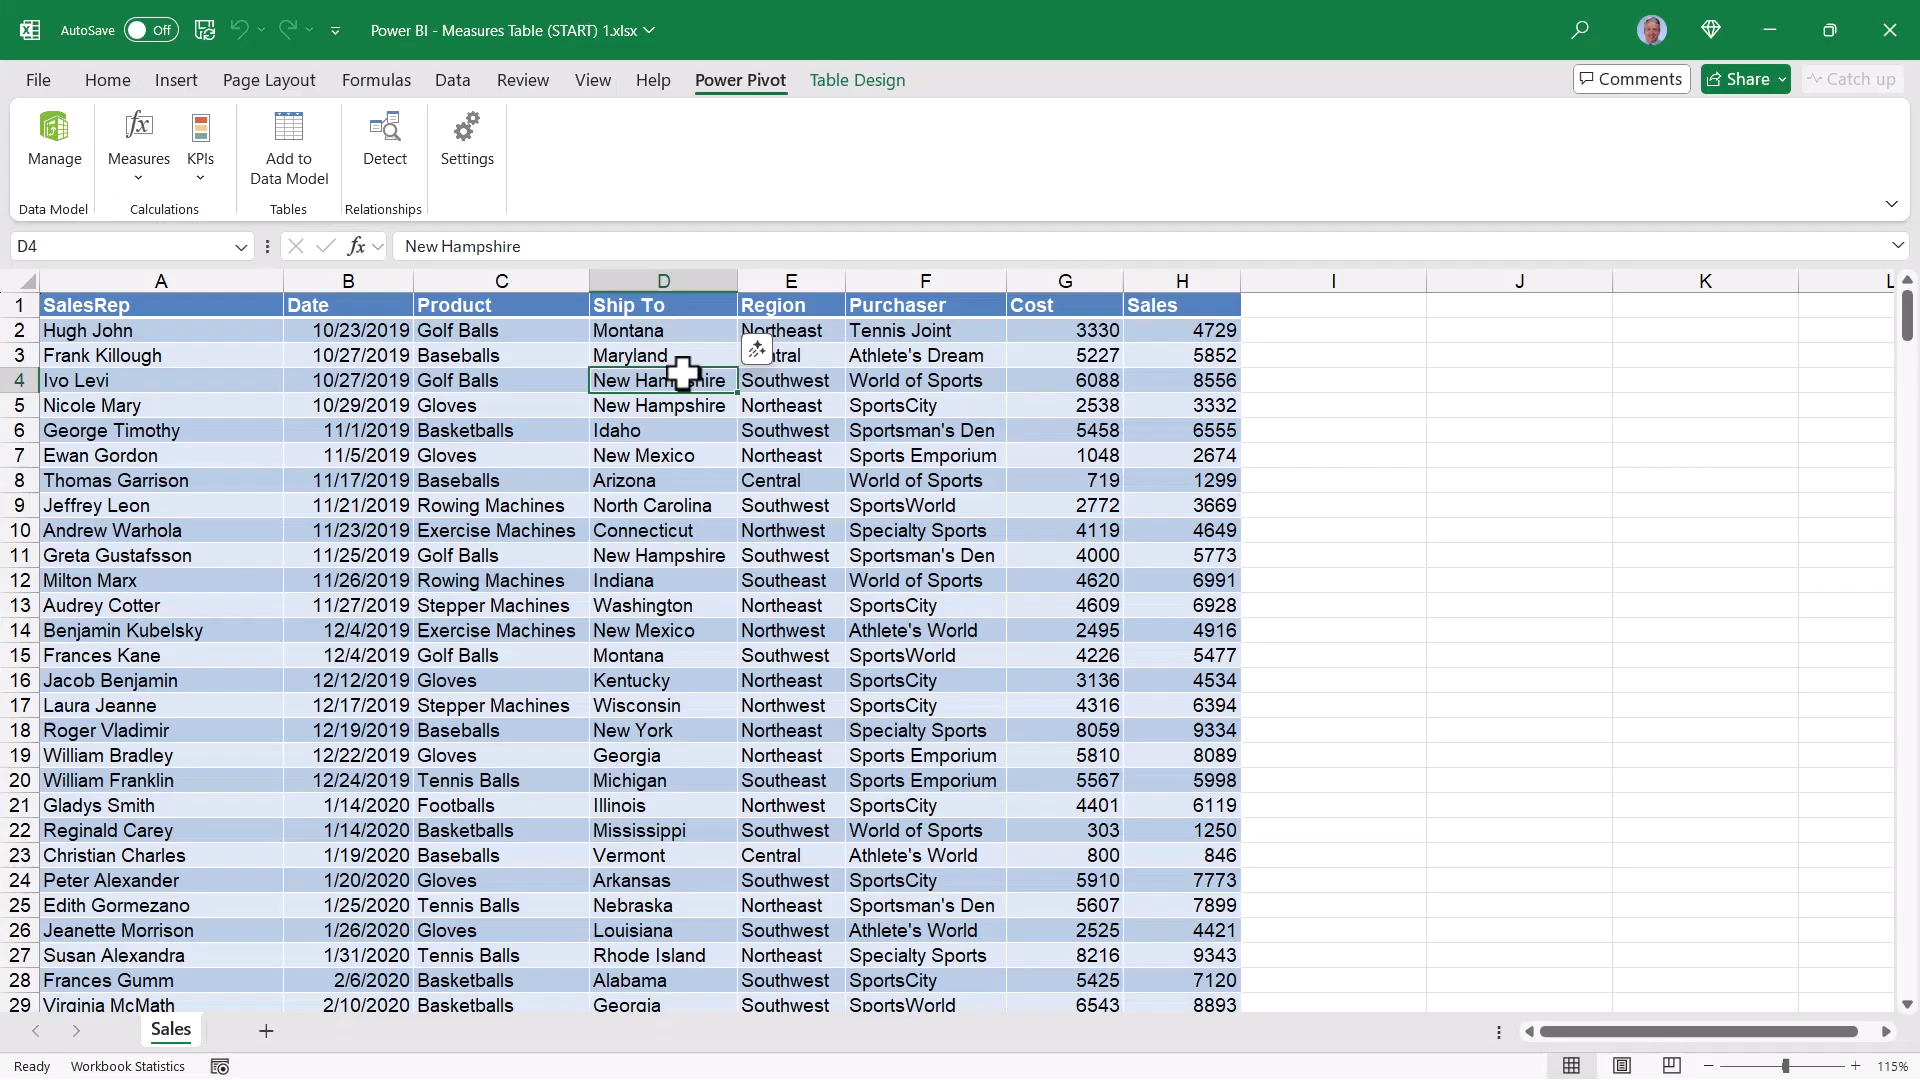 AutoSave Off Power BI - Measures Table (START) 1.xlsx
File Home Insert Page Layout Formulas Data Review View Help Power Pivot Table Design Comments Share Catch up
Manage Measures KPIs Add to Data Model Detect Settings
Data Model Calculations Tables Relationships
D4 fx New Hampshire
A B C D E F G H I J K L
1 SalesRep Date Product Ship To Region Purchaser Cost Sales
2 Hugh John 10/23/2019 Golf Balls Montana Northeast Tennis Joint 3330 4729
3 Frank Killough 10/27/2019 Baseballs Maryland tral Athlete's Dream 5227 5852
4 Ivo Levi 10/27/2019 Golf Balls New Hampshire Southwest World of Sports 6088 8556
5 Nicole Mary 10/29/2019 Gloves New Hampshire Northeast SportsCity 2538 3332
6 George Timothy 11/1/2019 Basketballs Idaho Southwest Sportsman's Den 5458 6555
7 Ewan Gordon 11/5/2019 Gloves New Mexico Northeast Sports Emporium 1048 2674
8 Thomas Garrison 11/17/2019 Baseballs Arizona Central World of Sports 719 1299
9 Jeffrey Leon 11/21/2019 Rowing Machines North Carolina Southwest SportsWorld 2772 3669
10 Andrew Warhola 11/23/2019 Exercise Machines Connecticut Northwest Specialty Sports 4119 4649
11 Greta Gustafsson 11/25/2019 Golf Balls New Hampshire Southwest Sportsman's Den 4000 5773
12 Milton Marx 11/26/2019 Rowing Machines Indiana Southeast World of Sports 4620 6991
13 Audrey Cotter 11/27/2019 Stepper Machines Washington Northeast SportsCity 4609 6928
14 Benjamin Kubelsky 12/4/2019 Exercise Machines New Mexico Northwest Athlete's World 2495 4916
15 Frances Kane 12/4/2019 Golf Balls Montana Southwest SportsWorld 4226 5477
16 Jacob Benjamin 12/12/2019 Gloves Kentucky Northeast SportsCity 3136 4534
17 Laura Jeanne 12/17/2019 Stepper Machines Wisconsin Northwest SportsCity 4316 6394
18 Roger Vladimir 12/19/2019 Baseballs New York Northeast Specialty Sports 8059 9334
19 William Bradley 12/22/2019 Gloves Georgia Northeast Sports Emporium 5810 8089
20 William Franklin 12/24/2019 Tennis Balls Michigan Southeast Sports Emporium 5567 5998
21 Gladys Smith 1/14/2020 Footballs Illinois Northwest SportsCity 4401 6119
22 Reginald Carey 1/14/2020 Basketballs Mississippi Southwest World of Sports 303 1250
23 Christian Charles 1/19/2020 Baseballs Vermont Central Athlete's World 800 846
24 Peter Alexander 1/20/2020 Gloves Arkansas Southwest SportsCity 5910 7773
25 Edith Gormezano 1/25/2020 Tennis Balls Nebraska Northeast Sportsman's Den 5607 7899
26 Jeanette Morrison 1/26/2020 Gloves Louisiana Southwest Athlete's World 2525 4421
27 Susan Alexandra 1/31/2020 Tennis Balls Rhode Island Northeast Specialty Sports 8216 9343
28 Frances Gumm 2/6/2020 Basketballs Alabama Southwest SportsCity 5425 7120
29 Virginia McMath 2/10/2020 Basketballs Georgia Southwest SportsWorld 6543 8893
Sales
Ready Workbook Statistics 115%